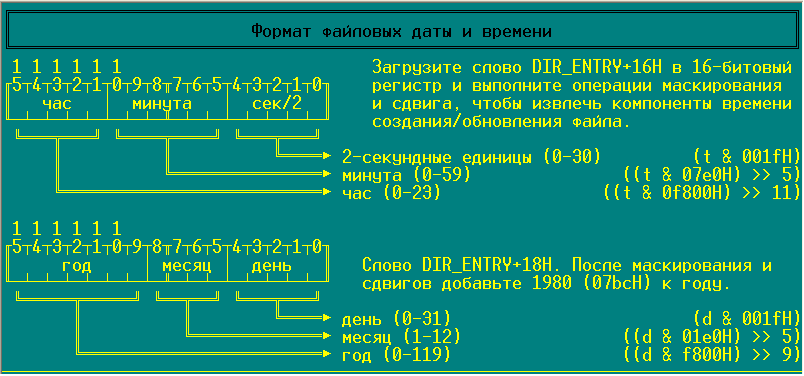 Формат файловых даты и времени
1 1 1 1 1 1
5 4 3 2 1 0 9 8 7 6 5 4 3 2 1 0
час минута сек/2
Загрузите слово DIR_ENTRY+16H в 16-битовый
регистр и выполните операции маскирования
и сдвига, чтобы извлечь компоненты времени
создания/обновления файла.
2-секундные единицы (0-30) (t & 001fH)
минута (0-59) ((t & 07e0H) >> 5)
час (0-23) ((t & 0f800H) >> 11)
1 1 1 1 1 1
5 4 3 2 1 0 9 8 7 6 5 4 3 2 1 0
год месяц день
Слово DIR_ENTRY+18H. После маскирования и
сдвигов добавьте 1980 (07bcH) к году.
день (0-31) (d & 001fH)
месяц (1-12) ((d & 01e0H) >> 5)
год (0-119) ((d & f800H) >> 9)